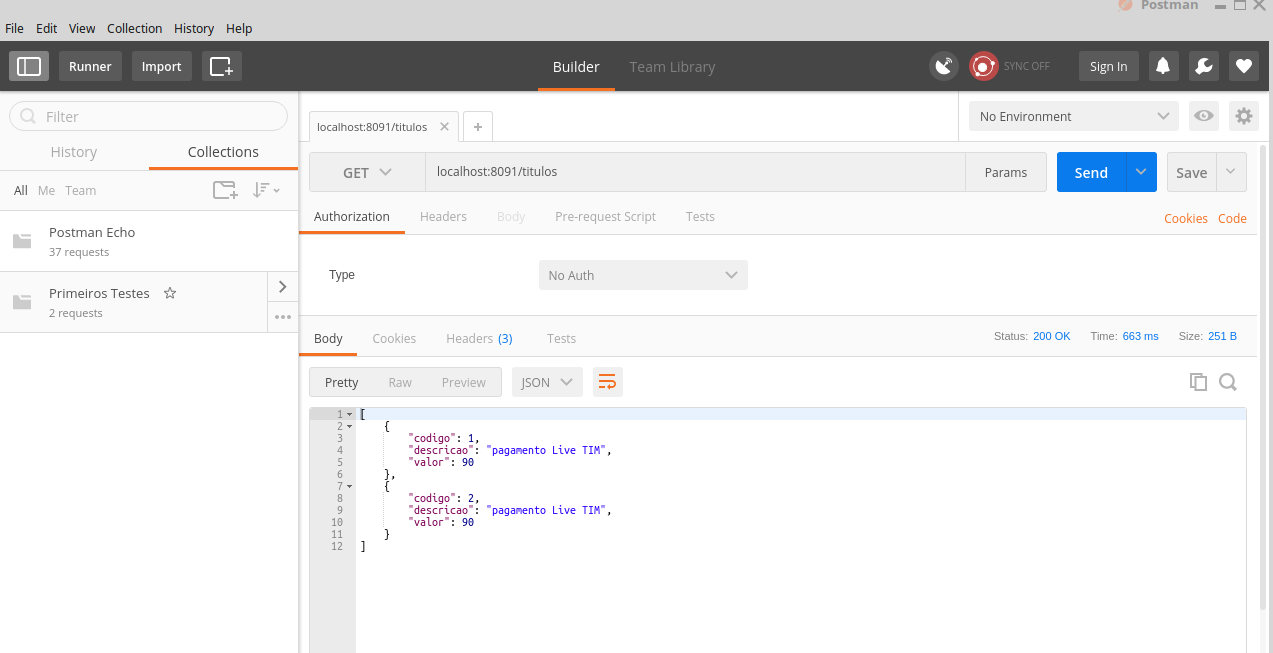 Postman
File Edit View Collection History Help
Runner Import Builder Team Library SYNC OFF Sign In
Filter
History Collections
All Me Team
Postman Echo
37 requests
Primeiros Testes
2 requests
localhost:8091/titulos
No Environment
GET localhost:8091/titulos Params Send Save
Authorization Headers Body Pre-request Script Tests Cookies Code
Type No Auth
Body Cookies Headers (3) Tests Status: 200 OK Time: 663 ms Size: 251 B
Pretty Raw Preview JSON
1 [
2 {
3 "codigo": 1,
4 "descricao": "pagamento Live TIM",
5 "valor": 90
6 },
7 {
8 "codigo": 2,
9 "descricao": "pagamento Live TIM",
10 "valor": 90
11 }
12 ]